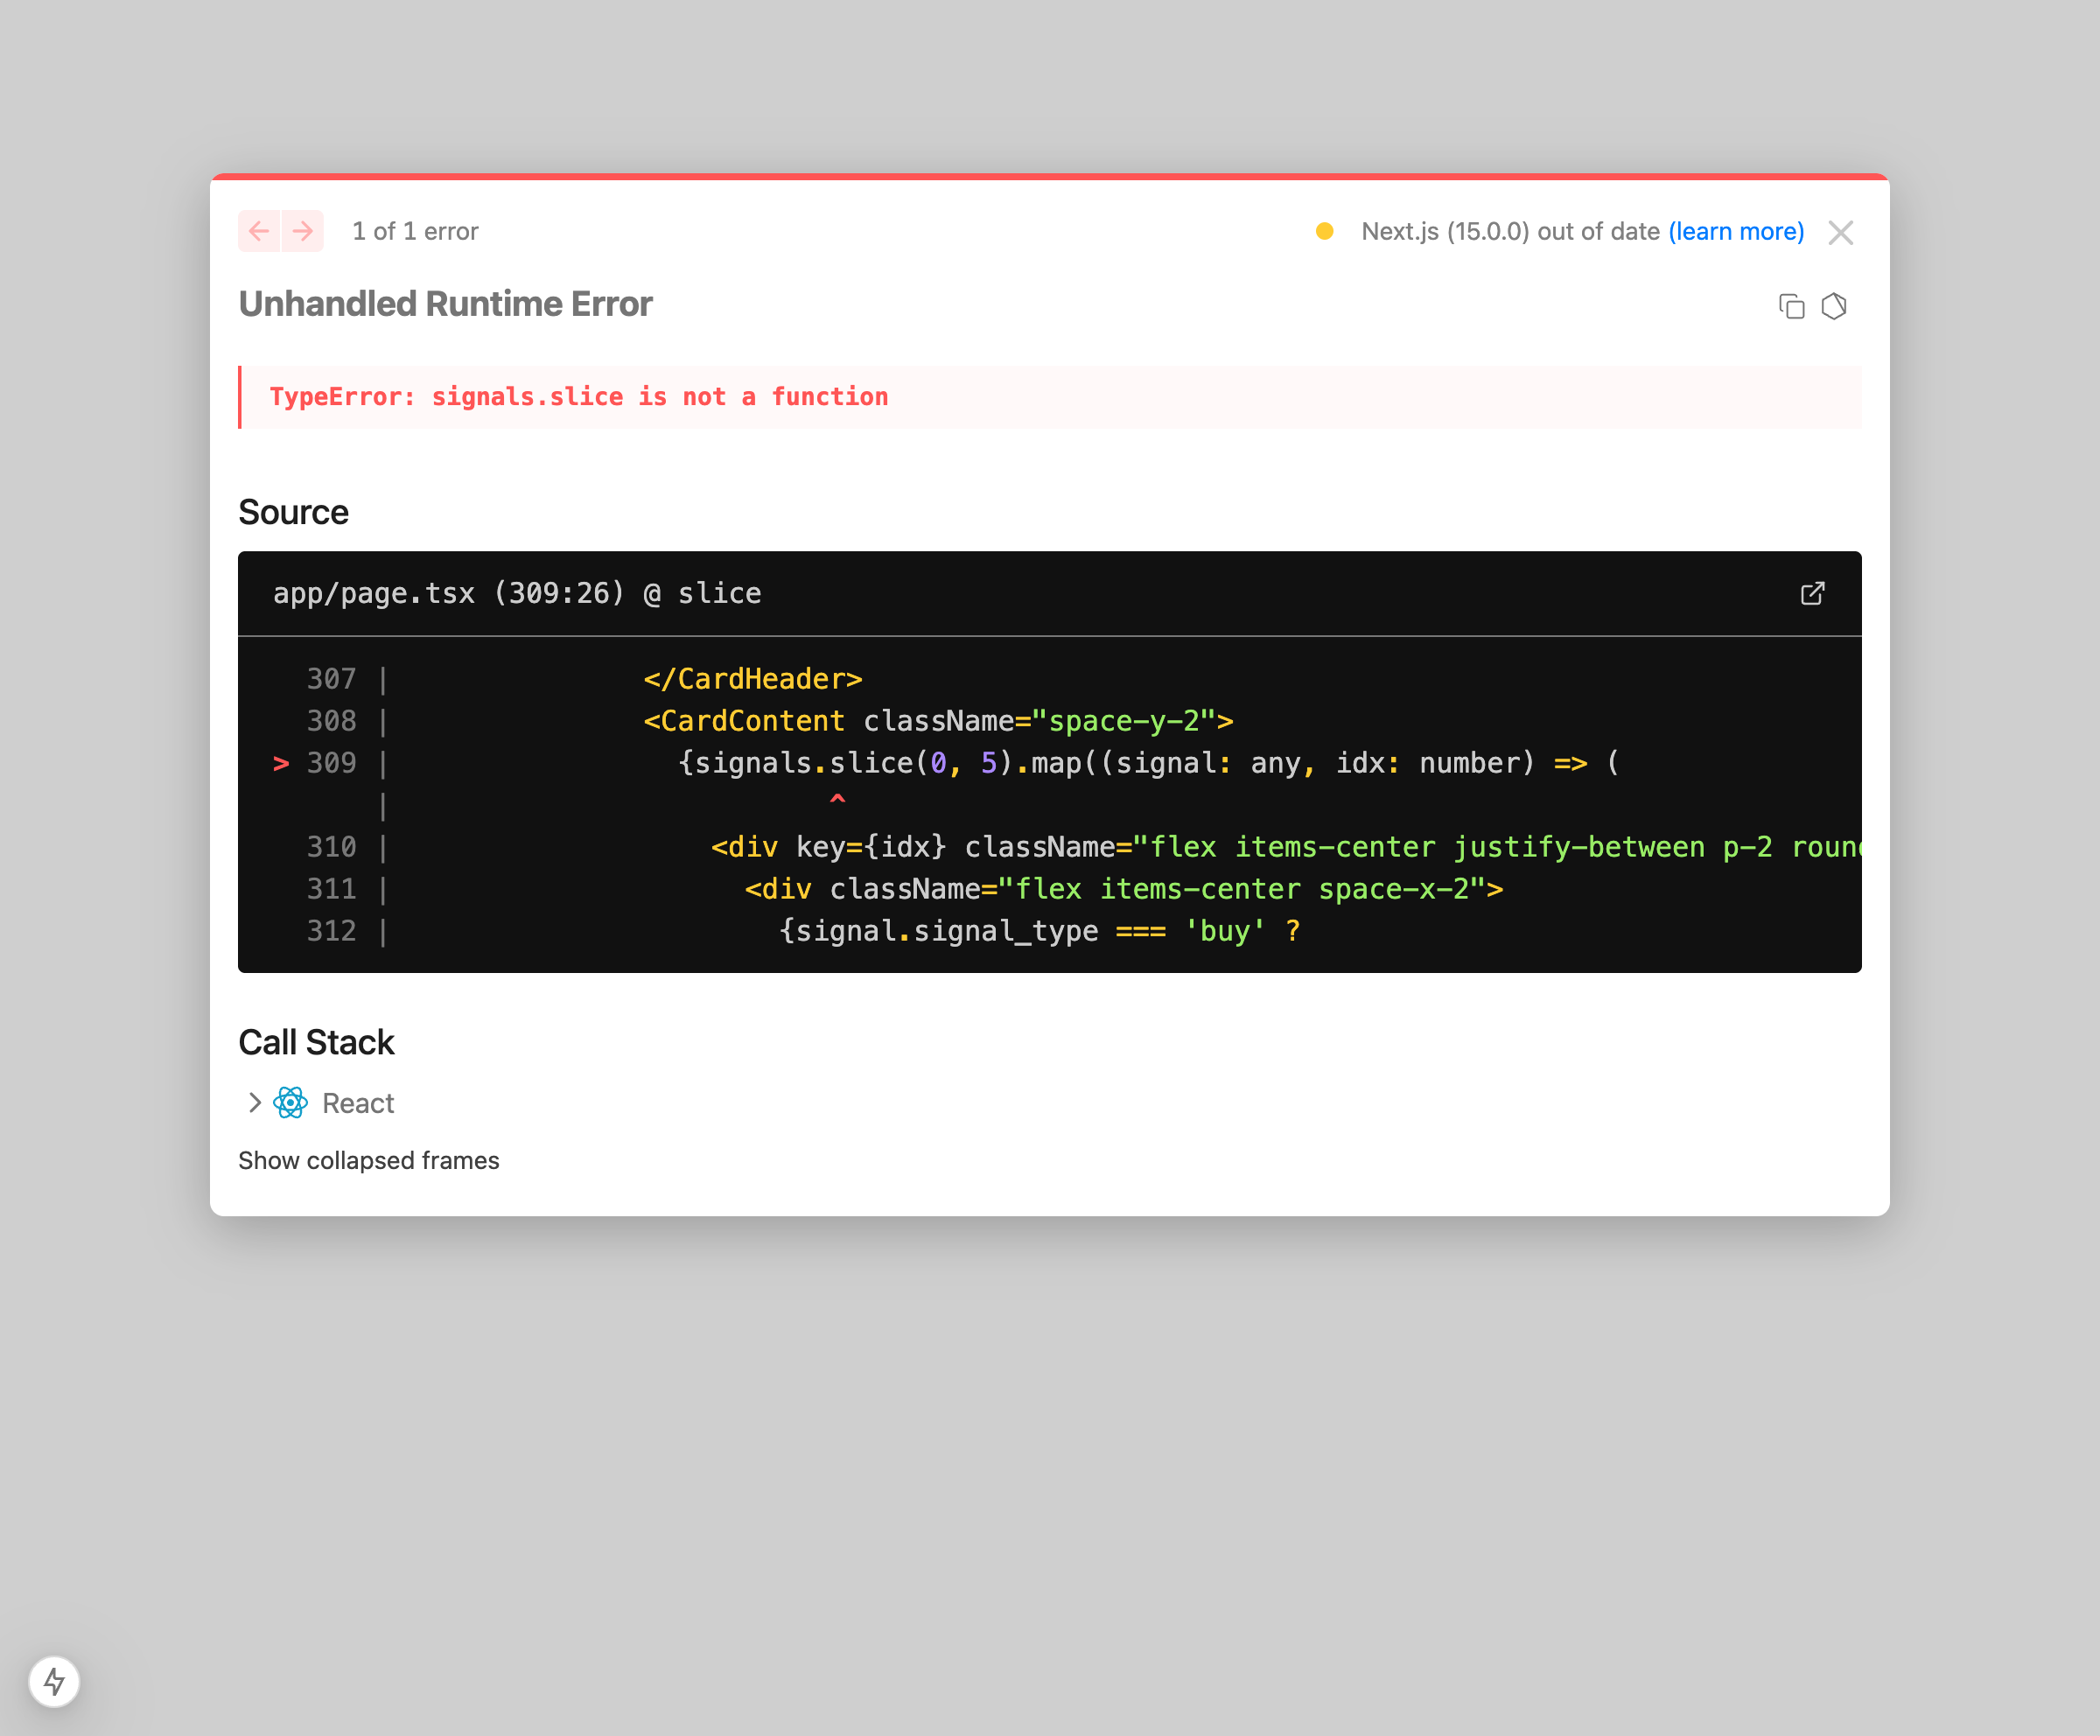 1 of 1 error
Next.js (15.0.0) out of date (learn more)
Unhandled Runtime Error
TypeError: signals.slice is not a function
Source
app/page.tsx (309:26) @ slice
307 | </CardHeader>
308 | <CardContent className="space-y-2">
> 309 | {signals.slice(0, 5).map((signal: any, idx: number) => (
| ^
310 | <div key={idx} className="flex items-center justify-between p-2 roun
311 | <div className="flex items-center space-x-2">
312 | {signal.signal_type === 'buy' ?
Call Stack
React
Show collapsed frames